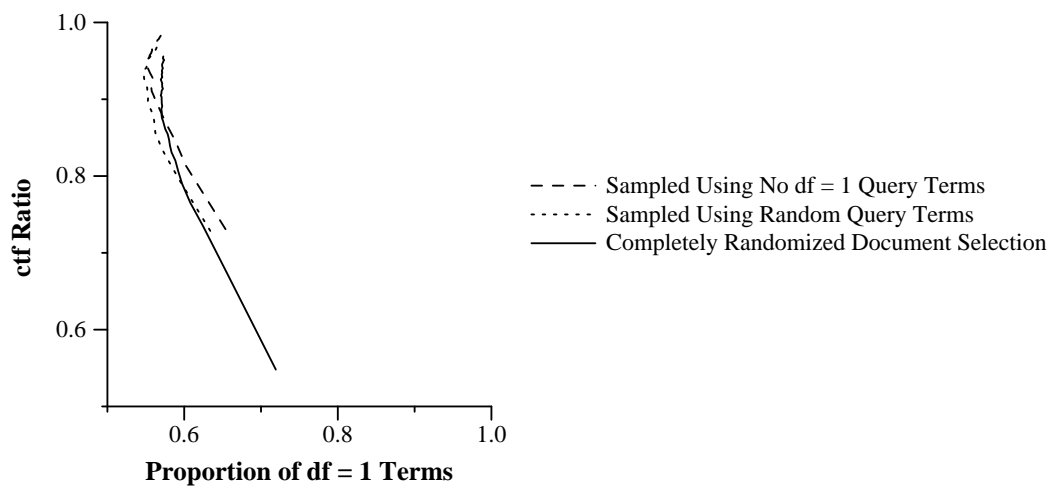 1.0
0.8
0.6
ctf Ratio
0.6
0.8
1.0
Proportion of df = 1 Terms
Sampled Using No df = 1 Query Terms
Sampled Using Random Query Terms
Completely Randomized Document Selection